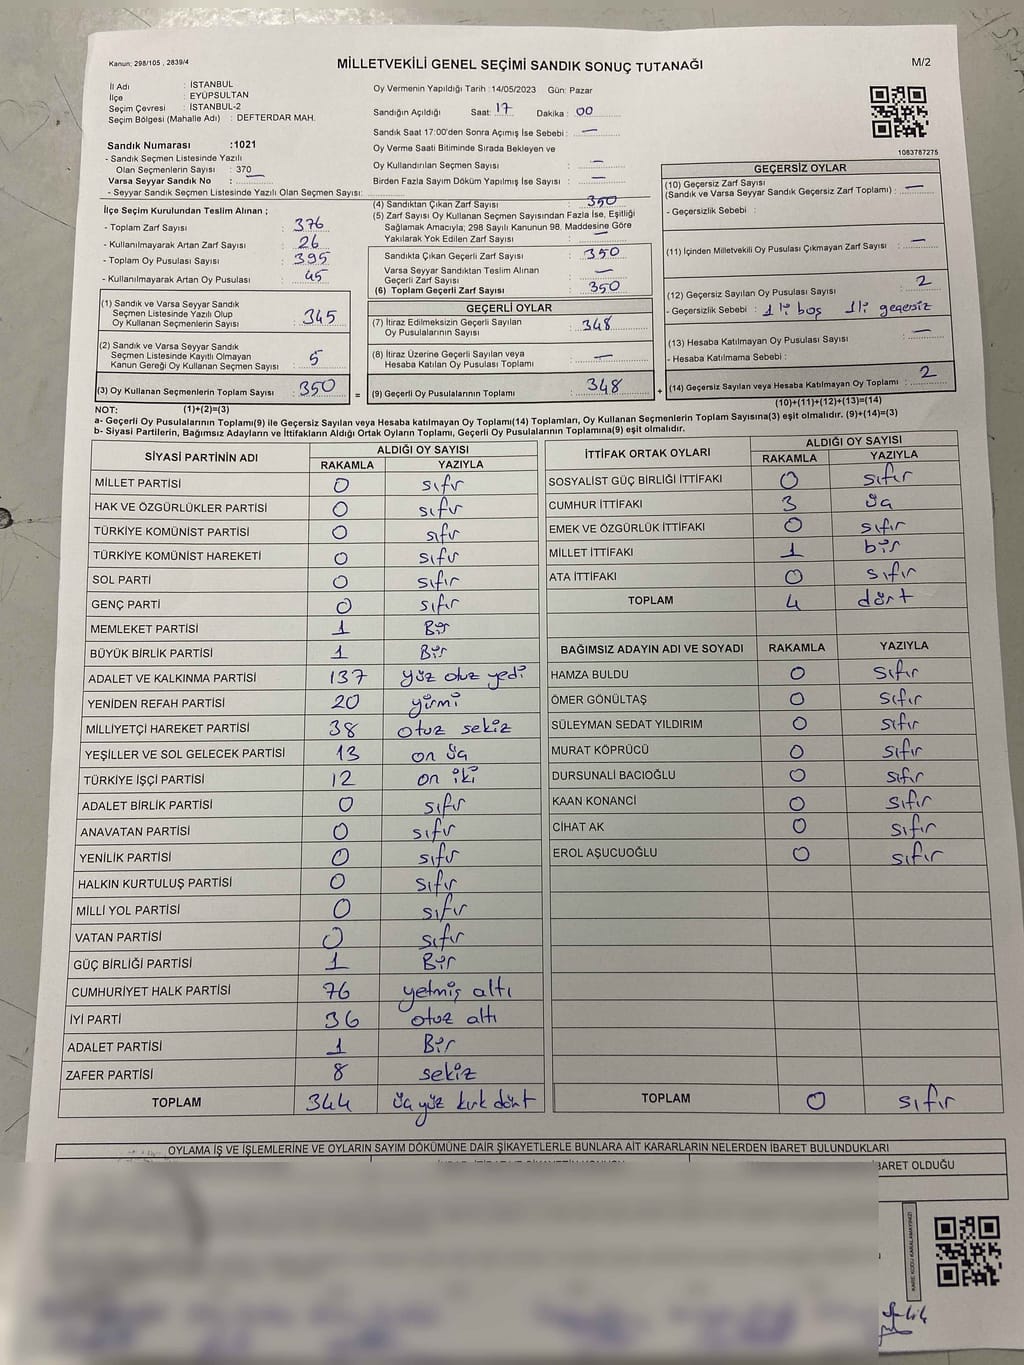 Kanun: 298/105 , 2839/4
MİLLETVEKİLİ GENEL SEÇİMİ SANDIK SONUÇ TUTANAĞI
M/2
İl Adı : İSTANBUL
İlçe : EYÜPSULTAN
Seçim Çevresi : İSTANBUL-2
Seçim Bölgesi (Mahalle Adı) : DEFTERDAR MAH.
Sandık Numarası :1021
- Sandık Seçmen Listesinde Yazılı
Olan Seçmenlerin Sayısı : 370
Varsa Seyyar Sandık No : —
- Seyyar Sandık Seçmen Listesinde Yazılı Olan Seçmen Sayısı:
Oy Vermenin Yapıldığı Tarih :14/05/2023 Gün: Pazar
Sandığın Açıldığı Saat: 17 Dakika : 00
Sandık Saat 17:00'den Sonra Açımış İse Sebebi : —
Oy Verme Saati Bitiminde Sırada Bekleyen ve
Oy Kullandırılan Seçmen Sayısı : —
Birden Fazla Sayım Döküm Yapılmış İse Sayısı : —
1083787275
İlçe Seçim Kurulundan Teslim Alınan ;
- Toplam Zarf Sayısı : 376
- Kullanılmayarak Artan Zarf Sayısı : 26
- Toplam Oy Pusulası Sayısı : 395
- Kullanılmayarak Artan Oy Pusulası : 45
(1) Sandık ve Varsa Seyyar Sandık
Seçmen Listesinde Yazılı Olup
Oy Kullanan Seçmenlerin Sayısı : 345
(2) Sandık ve Varsa Seyyar Sandık
Seçmen Listesinde Kayıtlı Olmayan
Kanun Gereği Oy Kullanan Seçmen Sayısı : 5
(3) Oy Kullanan Seçmenlerin Toplam Sayısı : 350
(4) Sandıktan Çıkan Zarf Sayısı : 350
(5) Zarf Sayısı Oy Kullanan Seçmen Sayısından Fazla İse, Eşitliği
Sağlamak Amacıyla; 298 Sayılı Kanunun 98. Maddesine Göre
Yakılarak Yok Edilen Zarf Sayısı : —
Sandıkta Çıkan Geçerli Zarf Sayısı : 350
Varsa Seyyar Sandıktan Teslim Alınan
Geçerli Zarf Sayısı : —
(6) Toplam Geçerli Zarf Sayısı : 350
GEÇERLİ OYLAR
(7) İtiraz Edilmeksizin Geçerli Sayılan
Oy Pusulalarının Sayısı : 348
(8) İtiraz Üzerine Geçerli Sayılan veya
Hesaba Katılan Oy Pusulası Toplamı : —
= (9) Geçerli Oy Pusulalarının Toplamı : 348 +
GEÇERSİZ OYLAR
(10) Geçersiz Zarf Sayısı
(Sandık ve Varsa Seyyar Sandık Geçersiz Zarf Toplamı) : —
- Geçersizlik Sebebi :
(11) İçinden Milletvekili Oy Pusulası Çıkmayan Zarf Sayısı : —
(12) Geçersiz Sayılan Oy Pusulası Sayısı : 2
- Geçersizlik Sebebi : 1'i boş 1'i geçersiz
(13) Hesaba Katılmayan Oy Pusulası Sayısı : —
- Hesaba Katılmama Sebebi :
(14) Geçersiz Sayılan veya Hesaba Katılmayan Oy Toplamı : 2
NOT: (1)+(2)=(3) (10)+(11)+(12)+(13)=(14)
a- Geçerli Oy Pusulalarının Toplamı(9) ile Geçersiz Sayılan veya Hesaba katılmayan Oy Toplamı(14) Toplamları, Oy Kullanan Seçmenlerin Toplam Sayısına(3) eşit olmalıdır. (9)+(14)=(3)
b- Siyasi Partilerin, Bağımsız Adayların ve İttifakların Aldığı Ortak Oyların Toplamı, Geçerli Oy Pusulalarının Toplamına(9) eşit olmalıdır.
SİYASİ PARTİNİN ADI ALDIĞI OY SAYISI
RAKAMLA YAZIYLA
MİLLET PARTİSİ 0 sıfır
HAK VE ÖZGÜRLÜKLER PARTİSİ 0 sıfır
TÜRKİYE KOMÜNİST PARTİSİ 0 sıfır
TÜRKİYE KOMÜNİST HAREKETİ 0 sıfır
SOL PARTİ 0 sıfır
GENÇ PARTİ 0 sıfır
MEMLEKET PARTİSİ 1 Bir
BÜYÜK BİRLİK PARTİSİ 1 Bir
ADALET VE KALKINMA PARTİSİ 137 yüz otuz yedi
YENİDEN REFAH PARTİSİ 20 yirmi
MİLLİYETÇİ HAREKET PARTİSİ 38 otuz sekiz
YEŞİLLER VE SOL GELECEK PARTİSİ 13 on üç
TÜRKİYE İŞÇİ PARTİSİ 12 on iki
ADALET BİRLİK PARTİSİ 0 sıfır
ANAVATAN PARTİSİ 0 sıfır
YENİLİK PARTİSİ 0 sıfır
HALKIN KURTULUŞ PARTİSİ 0 sıfır
MİLLİ YOL PARTİSİ 0 sıfır
VATAN PARTİSİ 0 sıfır
GÜÇ BİRLİĞİ PARTİSİ 1 Bir
CUMHURİYET HALK PARTİSİ 76 yetmiş altı
İYİ PARTİ 36 otuz altı
ADALET PARTİSİ 1 Bir
ZAFER PARTİSİ 8 sekiz
TOPLAM 344 üç yüz kırk dört
İTTİFAK ORTAK OYLARI ALDIĞI OY SAYISI
RAKAMLA YAZIYLA
SOSYALİST GÜÇ BİRLİĞİ İTTİFAKI 0 sıfır
CUMHUR İTTİFAKI 3 üç
EMEK VE ÖZGÜRLÜK İTTİFAKI 0 sıfır
MİLLET İTTİFAKI 1 bir
ATA İTTİFAKI 0 sıfır
TOPLAM 4 dört
BAĞIMSIZ ADAYIN ADI VE SOYADI RAKAMLA YAZIYLA
HAMZA BULDU 0 sıfır
ÖMER GÖNÜLTAŞ 0 sıfır
SÜLEYMAN SEDAT YILDIRIM 0 sıfır
MURAT KÖPRÜCÜ 0 sıfır
DURSUNALİ BACIOĞLU 0 sıfır
KAAN KONANCİ 0 sıfır
CİHAT AK 0 sıfır
EROL AŞUCUOĞLU 0 sıfır
TOPLAM 0 sıfır
OYLAMA İŞ VE İŞLEMLERİNE VE OYLARIN SAYIM DÖKÜMÜNE DAİR ŞİKAYETLERLE BUNLARA AİT KARARLARIN NELERDEN İBARET BULUNDUKLARI
İBARET OLDUĞU
KARE KODU KARALAMAYINIZ!